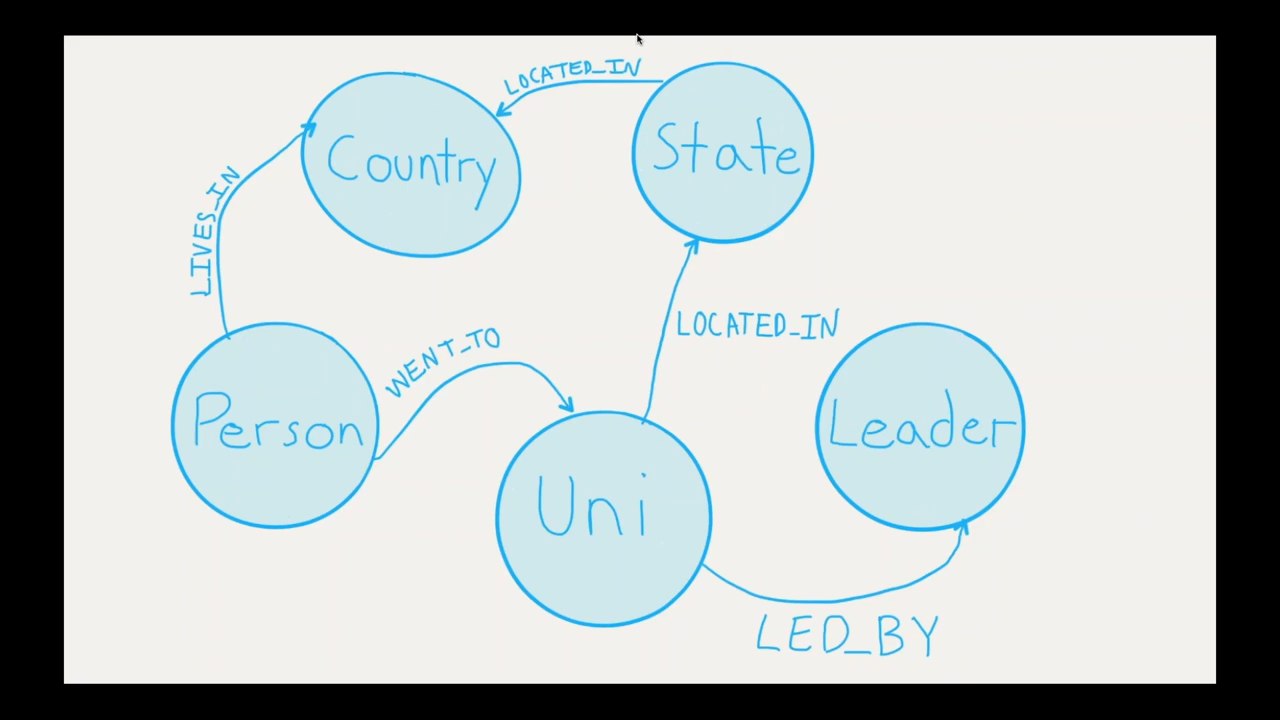 LOCATED_IN
Country
State
LIVES_IN
WENT_TO
LOCATED_IN
Person
Leader
Uni
LED_BY